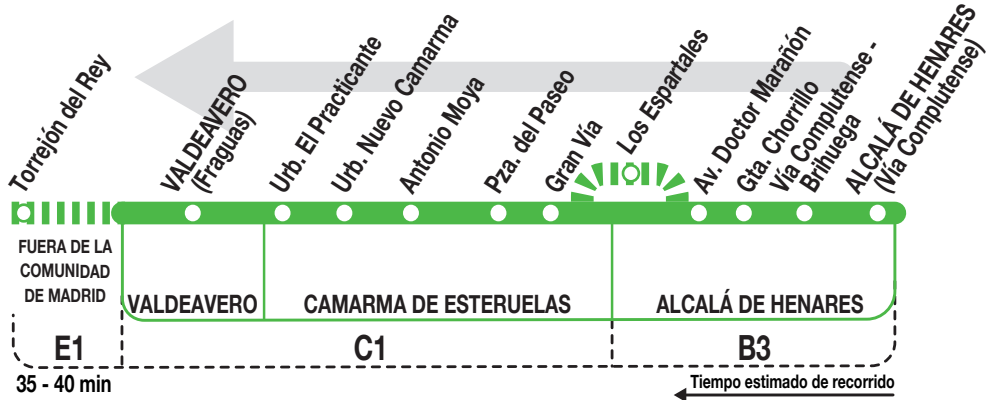 Torrejón del Rey
VALDEAVERO
(Fraguas)
Urb. El Practicante
Urb. Nuevo Camarma
Antonio Moya
Pza. del Paseo
Gran Vía
Los Espartales
Av. Doctor Marañón
Gta. Chorrillo
Vía Complutense -
Brihuega
ALCALÁ DE HENARES
(Vía Complutense)
FUERA DE LA
COMUNIDAD
DE MADRID
VALDEAVERO
CAMARMA DE ESTERUELAS
ALCALÁ DE HENARES
E1
C1
B3
35 - 40 min
Tiempo estimado de recorrido